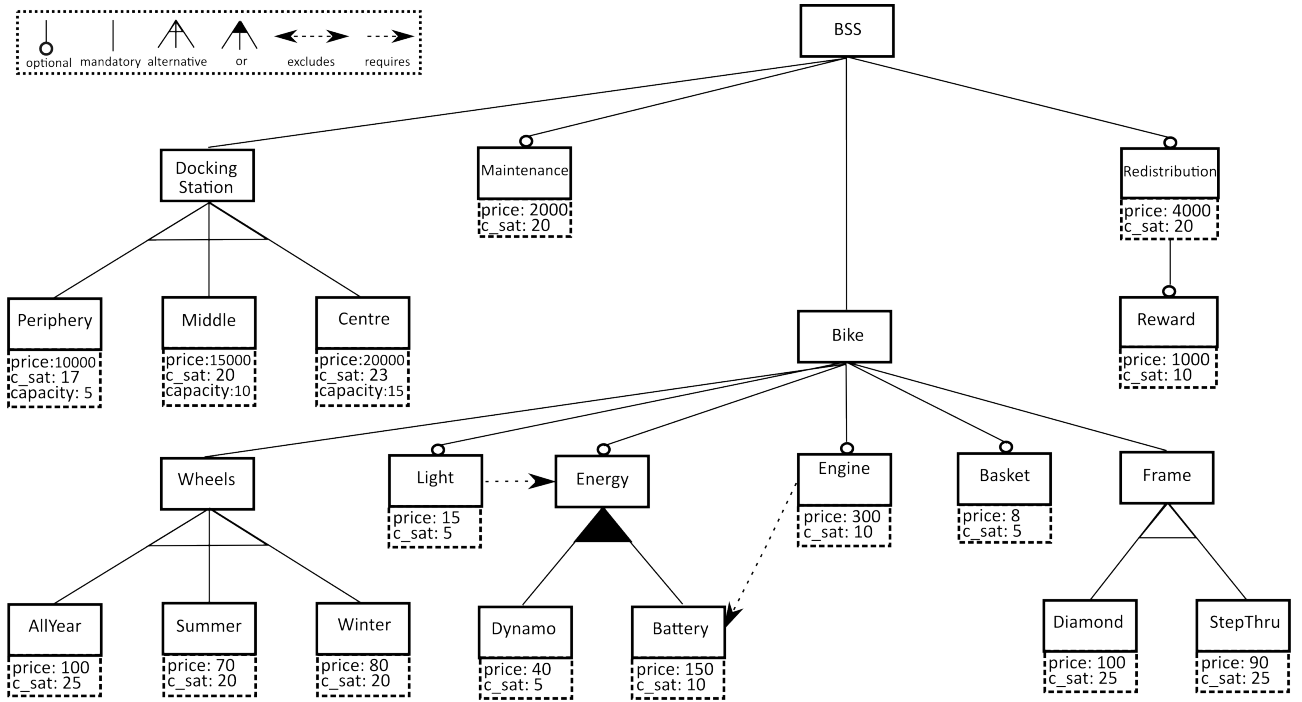 BSS
optional mandatory alternative or excludes requires
Docking
Station
Maintenance
price: 2000
c_sat: 20
Redistribution
price: 4000
c_sat: 20
Periphery
price:10000
c_sat: 17
capacity: 5
Middle
price:15000
c_sat: 20
capacity:10
Centre
price:20000
c_sat: 23
capacity:15
Bike
Reward
price: 1000
c_sat: 10
Wheels
Light
price: 15
c_sat: 5
Energy
Engine
price: 300
c_sat: 10
Basket
price: 8
c_sat: 5
Frame
AllYear
price: 100
c_sat: 25
Summer
price: 70
c_sat: 20
Winter
price: 80
c_sat: 20
Dynamo
price: 40
c_sat: 5
Battery
price: 150
c_sat: 10
Diamond
price: 100
c_sat: 25
StepThru
price: 90
c_sat: 25